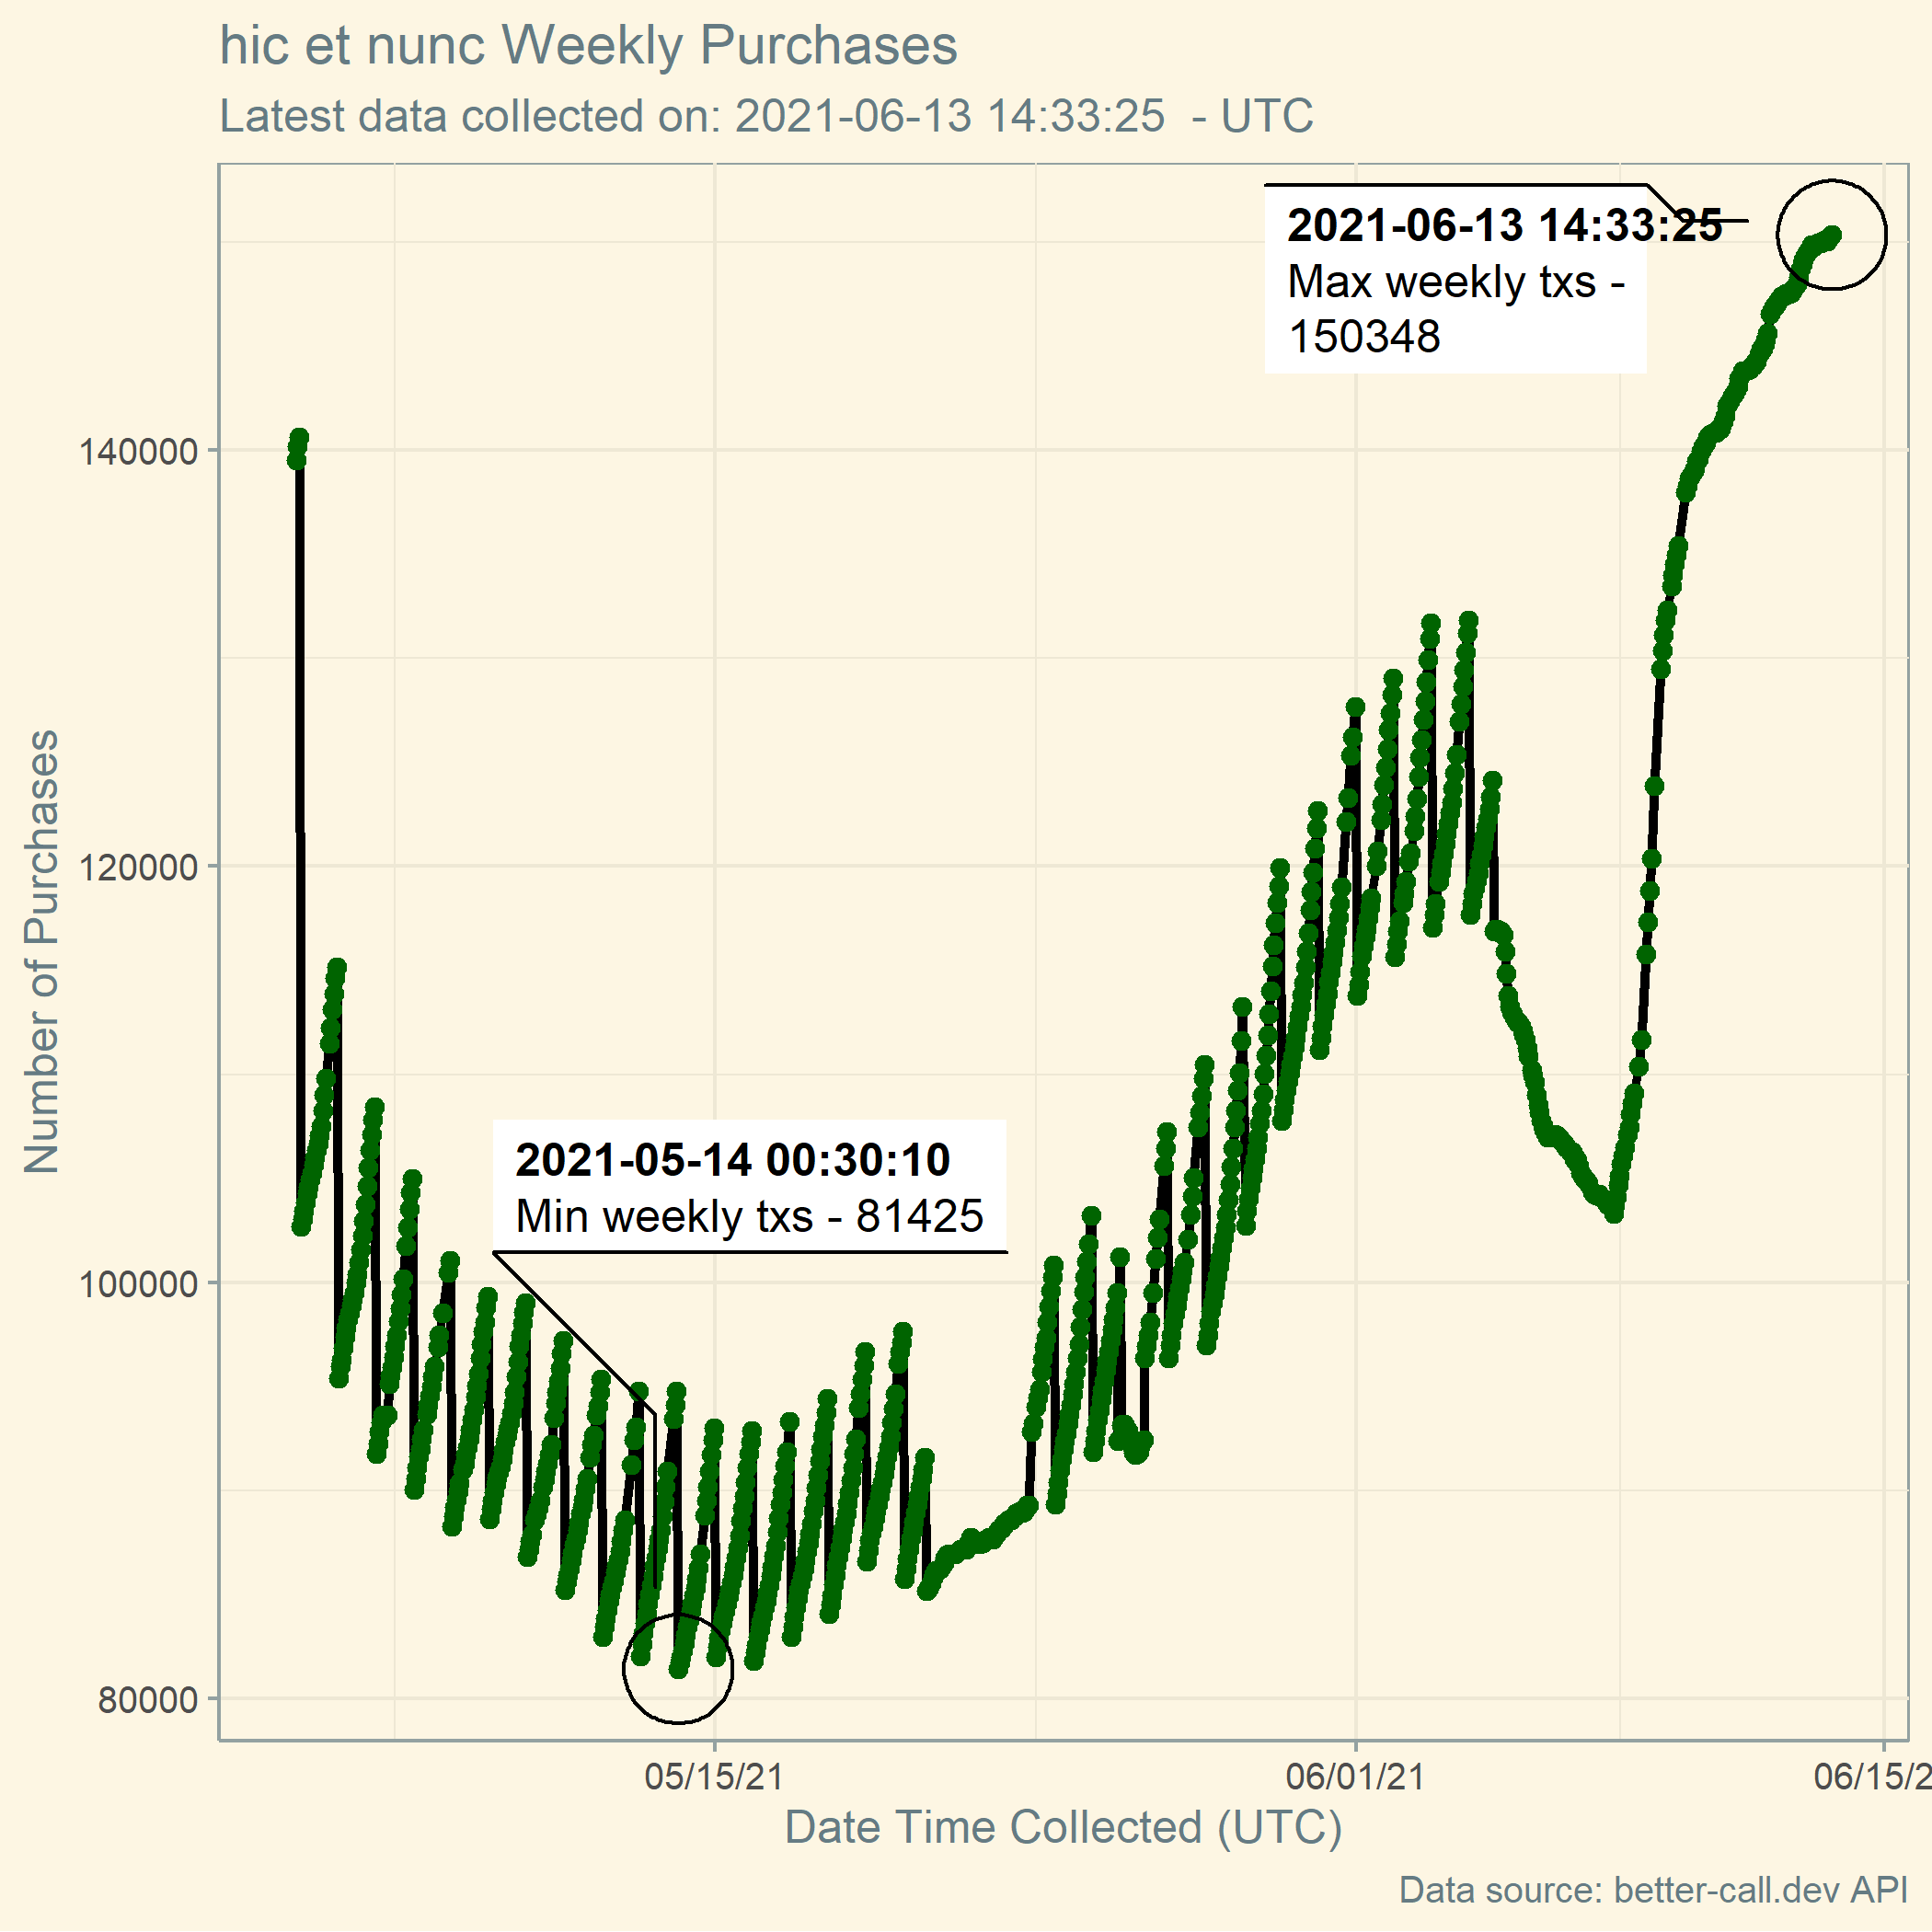 hic et nunc Weekly Purchases
Latest data collected on: 2021-06-13 14:33:25  - UTC
2021-06-13 14:33:25
Max weekly txs -
150348
2021-05-14 00:30:10
Min weekly txs - 81425
Number of Purchases
140000
120000
100000
80000
05/15/21
06/01/21
06/15/2
Date Time Collected (UTC)
Data source: better-call.dev API